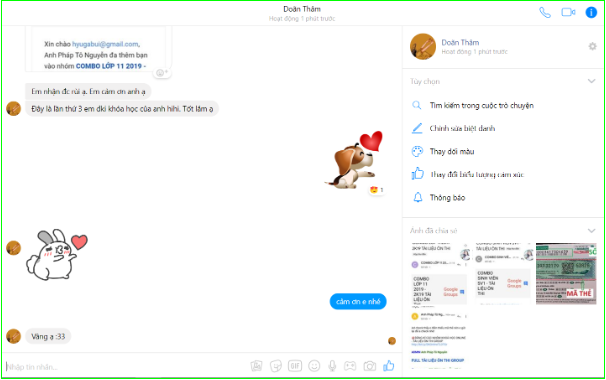 Doãn Thắm
Hoạt động 1 phút trước
Xin chào hyugabui@gmail.com,
Anh Pháp Tô Nguyễn đã thêm bạn
vào nhóm COMBO LỚP 11 2019 -
Em nhận đc rùi ạ. Em cảm ơn anh ạ
Đây là lần thứ 3 em đki khóa học của anh hihi. Tốt lắm ạ
1
cảm ơn e nhé
Vâng ạ :33
Nhập tin nhắn...
GIF
Doãn Thắm
Hoạt động 1 phút trước
Tùy chọn
Tìm kiếm trong cuộc trò chuyện
Chỉnh sửa biệt danh
Thay đổi màu
Thay đổi biểu tượng cảm xúc
Thông báo
Ảnh đã chia sẻ
2K19 TÀI LIỆU ÔN THI
COMBO
LỚP 11
2019 -
TÀI LIỆU
ÔN
Google
Groups
COMBO
SINH VIÊN
SV1 - TÀI
LIỆU ÔN
THI
Google
Groups
MÃ THẺ
FULL TÀI LIỆU ÔN THI GROUP